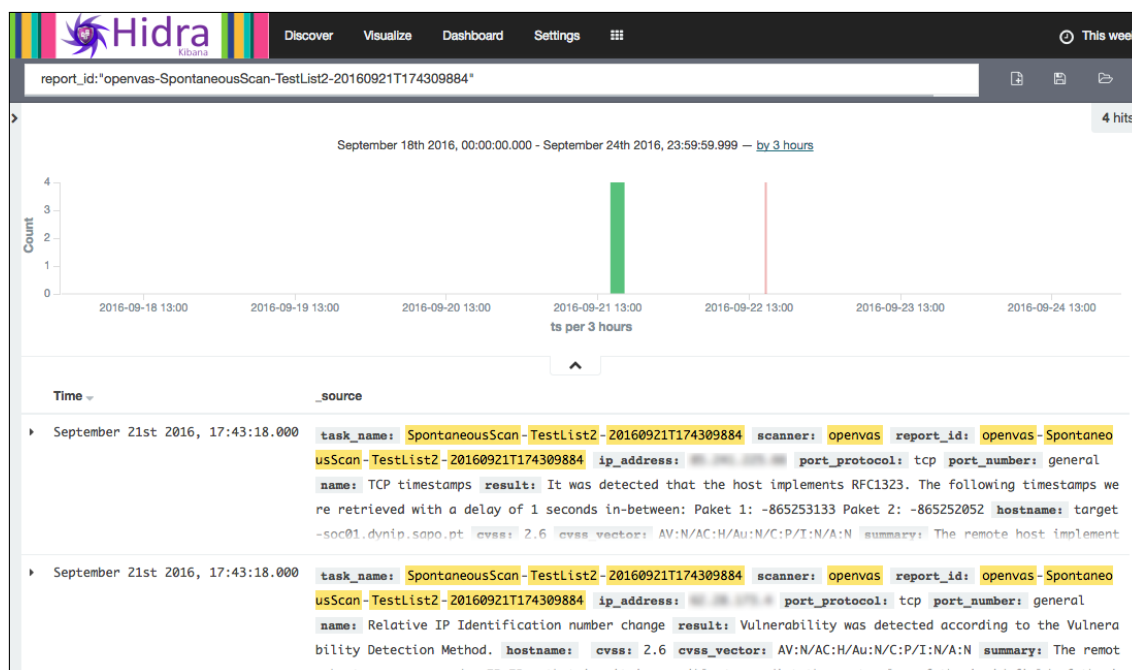 Hidra
Kibana
Discover Visualize Dashboard Settings This week
report_id:"openvas-SpontaneousScan-TestList2-20160921T174309884"
4 hits
September 18th 2016, 00:00:00.000 - September 24th 2016, 23:59:59.999 — by 3 hours
Count
4
3
2
1
0
2016-09-18 13:00 2016-09-19 13:00 2016-09-20 13:00 2016-09-21 13:00 2016-09-22 13:00 2016-09-23 13:00 2016-09-24 13:00
ts per 3 hours
Time _source
September 21st 2016, 17:43:18.000 task_name: SpontaneousScan-TestList2-20160921T174309884 scanner: openvas report_id: openvas-Spontaneo
usScan-TestList2-20160921T174309884 ip_address: port_protocol: tcp port_number: general
name: TCP timestamps result: It was detected that the host implements RFC1323. The following timestamps we
re retrieved with a delay of 1 seconds in-between: Paket 1: -865253133 Paket 2: -865252052 hostname: target
-soc01.dynip.sapo.pt cvss: 2.6 cvss_vector: AV:N/AC:H/Au:N/C:P/I:N/A:N summary: The remote host implement
September 21st 2016, 17:43:18.000 task_name: SpontaneousScan-TestList2-20160921T174309884 scanner: openvas report_id: openvas-Spontaneo
usScan-TestList2-20160921T174309884 ip_address: port_protocol: tcp port_number: general
name: Relative IP Identification number change result: Vulnerability was detected according to the Vulnera
bility Detection Method. hostname: cvss: 2.6 cvss_vector: AV:N/AC:H/Au:N/C:P/I:N/A:N summary: The remot